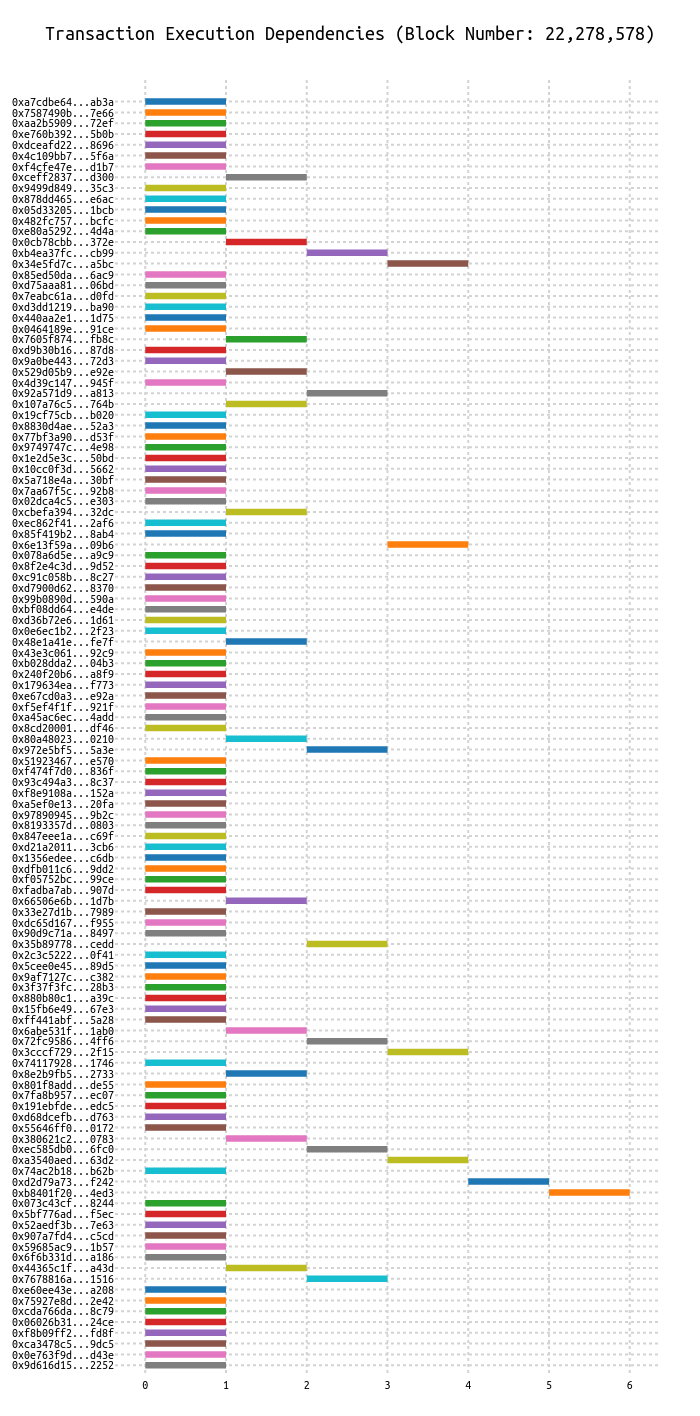 Transaction Execution Dependencies (Block Number: 22,278,578)
0xa7cdbe64...ab3a
0x7587490b...7e66
0xaa2b5909...72ef
0xe760b392...5b0b
0xdceafd22...8696
0x4c109bb7...5f6a
0xf4cfe47e...d1b7
0xceff2837...d300
0x9499d849...35c3
0x878dd465...e6ac
0x05d33205...1bcb
0x482fc757...bcfc
0xe80a5292...4d4a
0x0cb78cbb...372e
0xb4ea37fc...cb99
0x34e5fd7c...a5bc
0x85ed50da...6ac9
0xd75aaa81...06bd
0x7eabc61a...d0fd
0xd3dd1219...ba90
0x440aa2e1...1d75
0x0464189e...91ce
0x7605f874...fb8c
0xd9b30b16...87d8
0x9a0be443...72d3
0x529d05b9...e92e
0x4d39c147...945f
0x92a571d9...a813
0x107a76c5...764b
0x19cf75cb...b020
0x8830d4ae...52a3
0x77bf3a90...d53f
0x9749747c...4e98
0x1e2d5e3c...50bd
0x10cc0f3d...5662
0x5a718e4a...30bf
0x7aa67f5c...92b8
0x02dca4c5...e303
0xcbefa394...32dc
0xec862f41...2af6
0x85f419b2...8ab4
0x6e13f59a...09b6
0x078a6d5e...a9c9
0x8f2e4c3d...9d52
0xc91c058b...8c27
0xd7900d62...8370
0x99b0890d...590a
0xbf08dd64...e4de
0xd36b72e6...1d61
0x0e6ec1b2...2f23
0x48e1a41e...fe7f
0x43e3c061...92c9
0xb028dda2...04b3
0x240f20b6...a8f9
0x179634ea...f773
0xe67cd0a3...e92a
0xf5ef4f1f...921f
0xa45ac6ec...4add
0x8cd20001...df46
0x80a48023...0210
0x972e5bf5...5a3e
0x51923467...e570
0xf474f7d0...836f
0x93c494a3...8c37
0xf8e9108a...152a
0xa5ef0e13...20fa
0x97890945...9b2c
0x8193357d...0803
0x847eee1a...c69f
0xd21a2011...3cb6
0x1356edee...c6db
0xdfb011c6...9dd2
0xf05752bc...99ce
0xfadba7ab...907d
0x66506e6b...1d7b
0x33e27d1b...7989
0xdc65d167...f955
0x90d9c71a...8497
0x35b89778...cedd
0x2c3c5222...0f41
0x5cee0e45...89d5
0x9af7127c...c382
0x3f37f3fc...28b3
0x880b80c1...a39c
0x15fb6e49...67e3
0xff441abf...5a28
0x6abe531f...1ab0
0x72fc9586...4ff6
0x3cccf729...2f15
0x74117928...1746
0x8e2b9fb5...2733
0x801f8add...de55
0x7fa8b957...ec07
0x191ebfde...edc5
0xd68dcefb...d763
0x55646ff0...0172
0x380621c2...0783
0xec585db0...6fc0
0xa3540aed...63d2
0x74ac2b18...b62b
0xd2d79a73...f242
0xb8401f20...4ed3
0x073c43cf...8244
0x5bf776ad...f5ec
0x52aedf3b...7e63
0x907a7fd4...c5cd
0x59685ac9...1b57
0x6f6b331d...a186
0x44365c1f...a43d
0x7678816a...1516
0xe60ee43e...a208
0x75927e8d...2e42
0xcda766da...8c79
0x06026b31...24ce
0xf8b09ff2...fd8f
0xca3478c5...9dc5
0x0e763f9d...d43e
0x9d616d15...2252
0 1 2 3 4 5 6